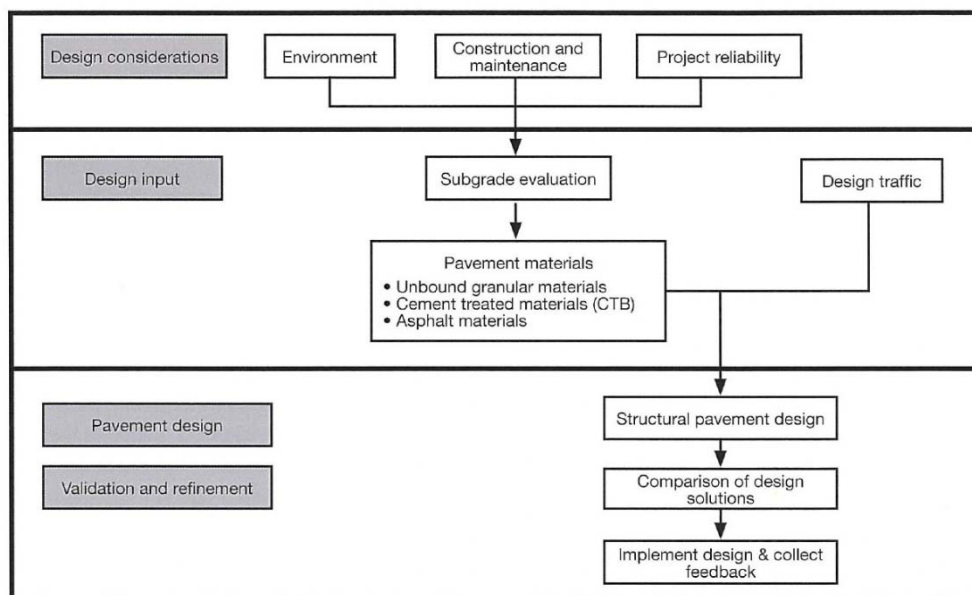 Design considerations
Environment
Construction and
maintenance
Project reliability
Design input
Subgrade evaluation
Design traffic
Pavement materials
• Unbound granular materials
• Cement treated materials (CTB)
• Asphalt materials
Pavement design
Structural pavement design
Validation and refinement
Comparison of design
solutions
Implement design & collect
feedback